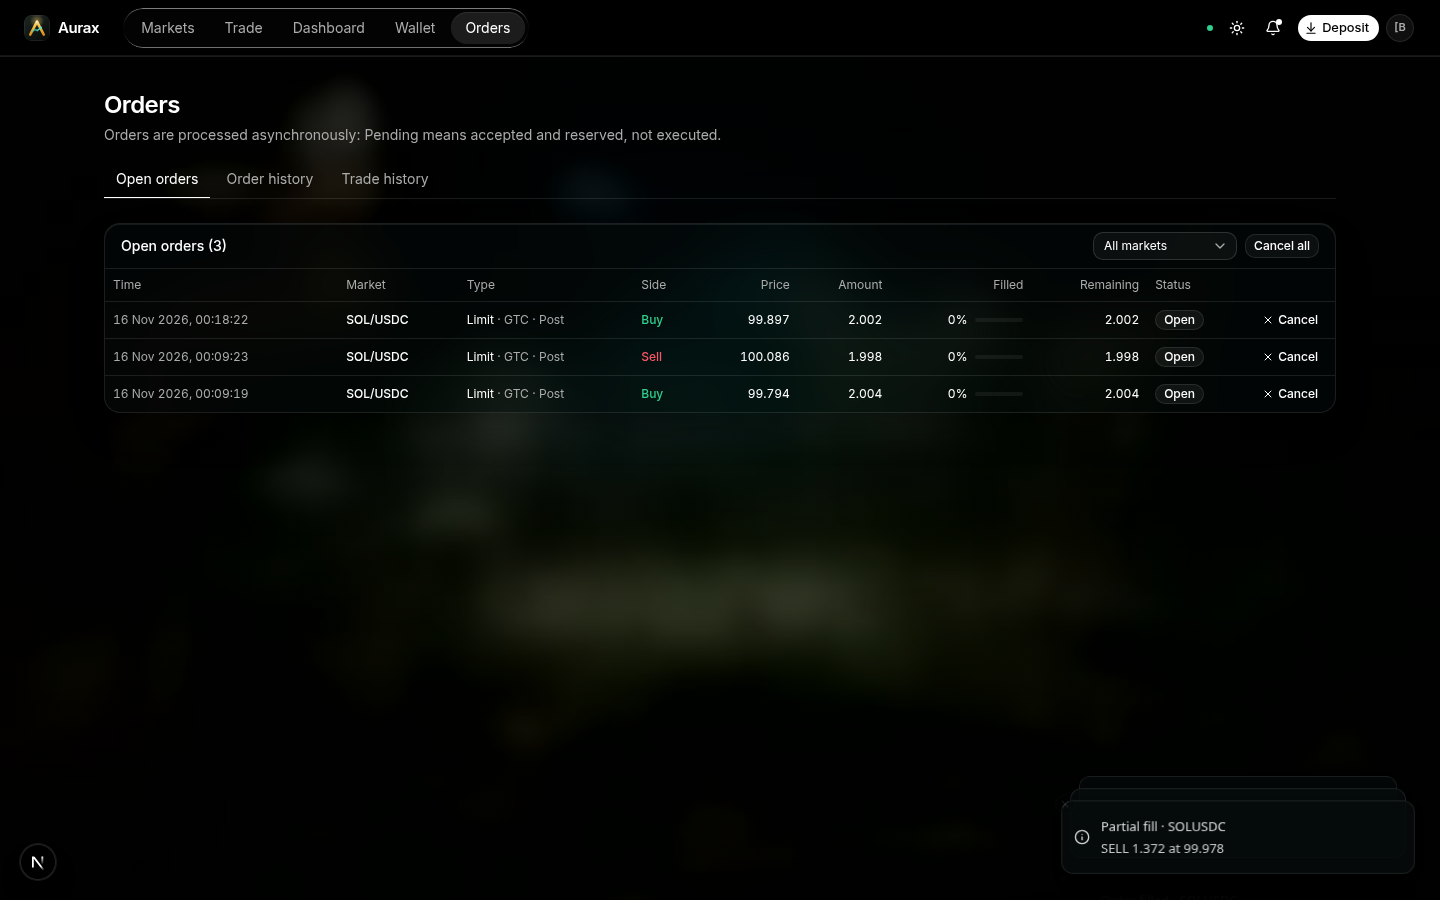 Aurax Markets Trade Dashboard Wallet Orders Deposit [B
Orders
Orders are processed asynchronously: Pending means accepted and reserved, not executed.
Open orders Order history Trade history
Open orders (3) All markets Cancel all
Time Market Type Side Price Amount Filled Remaining Status
16 Nov 2026, 00:18:22 SOL/USDC Limit · GTC · Post Buy 99.897 2.002 0% 2.002 Open Cancel
16 Nov 2026, 00:09:23 SOL/USDC Limit · GTC · Post Sell 100.086 1.998 0% 1.998 Open Cancel
16 Nov 2026, 00:09:19 SOL/USDC Limit · GTC · Post Buy 99.794 2.004 0% 2.004 Open Cancel
Partial fill · SOLUSDC
SELL 1.372 at 99.978
N